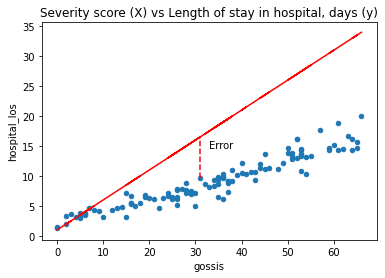 Severity score (X) vs Length of stay in hospital, days (y)
35
30
25
20
15
10
5
0
hospital_los
Error
0 10 20 30 40 50 60
gossis